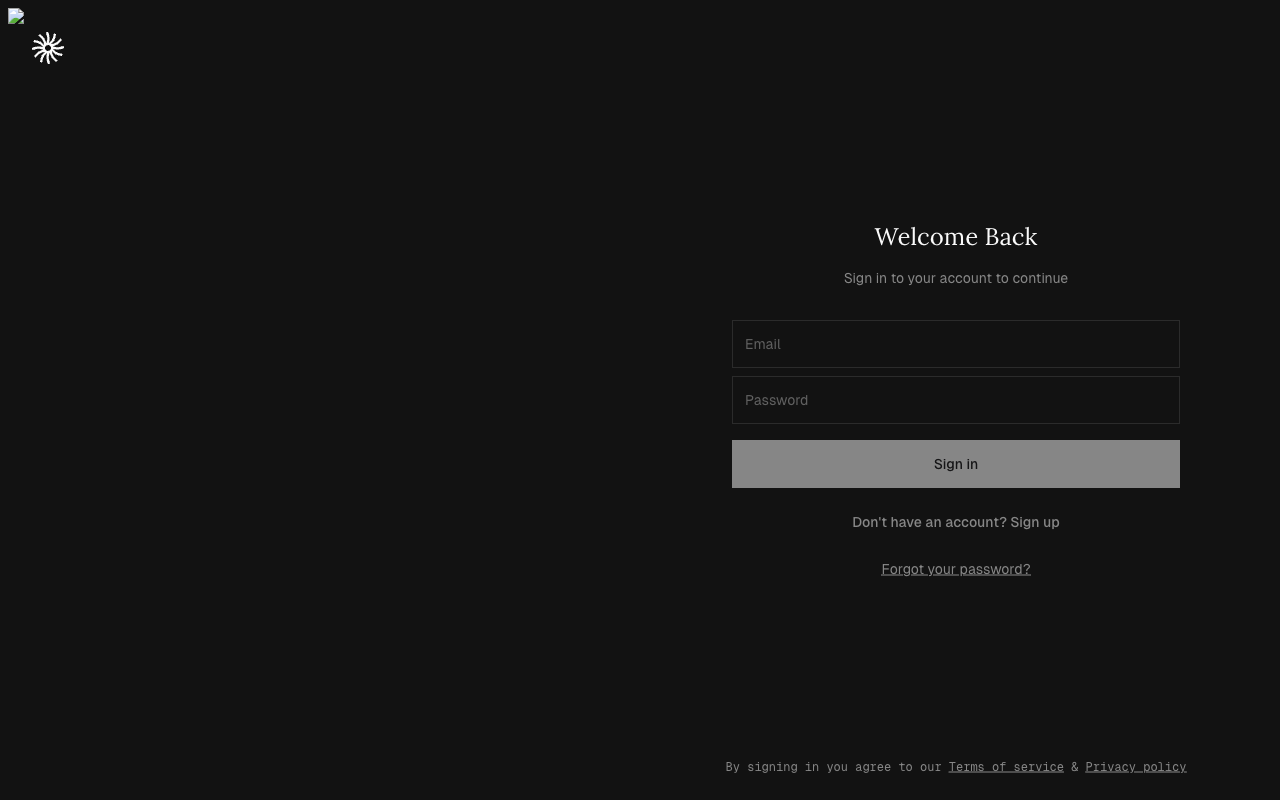 Welcome Back
Sign in to your account to continue
Email
Password
Sign in
Don't have an account? Sign up
Forgot your password?
By signing in you agree to our Terms of service & Privacy policy